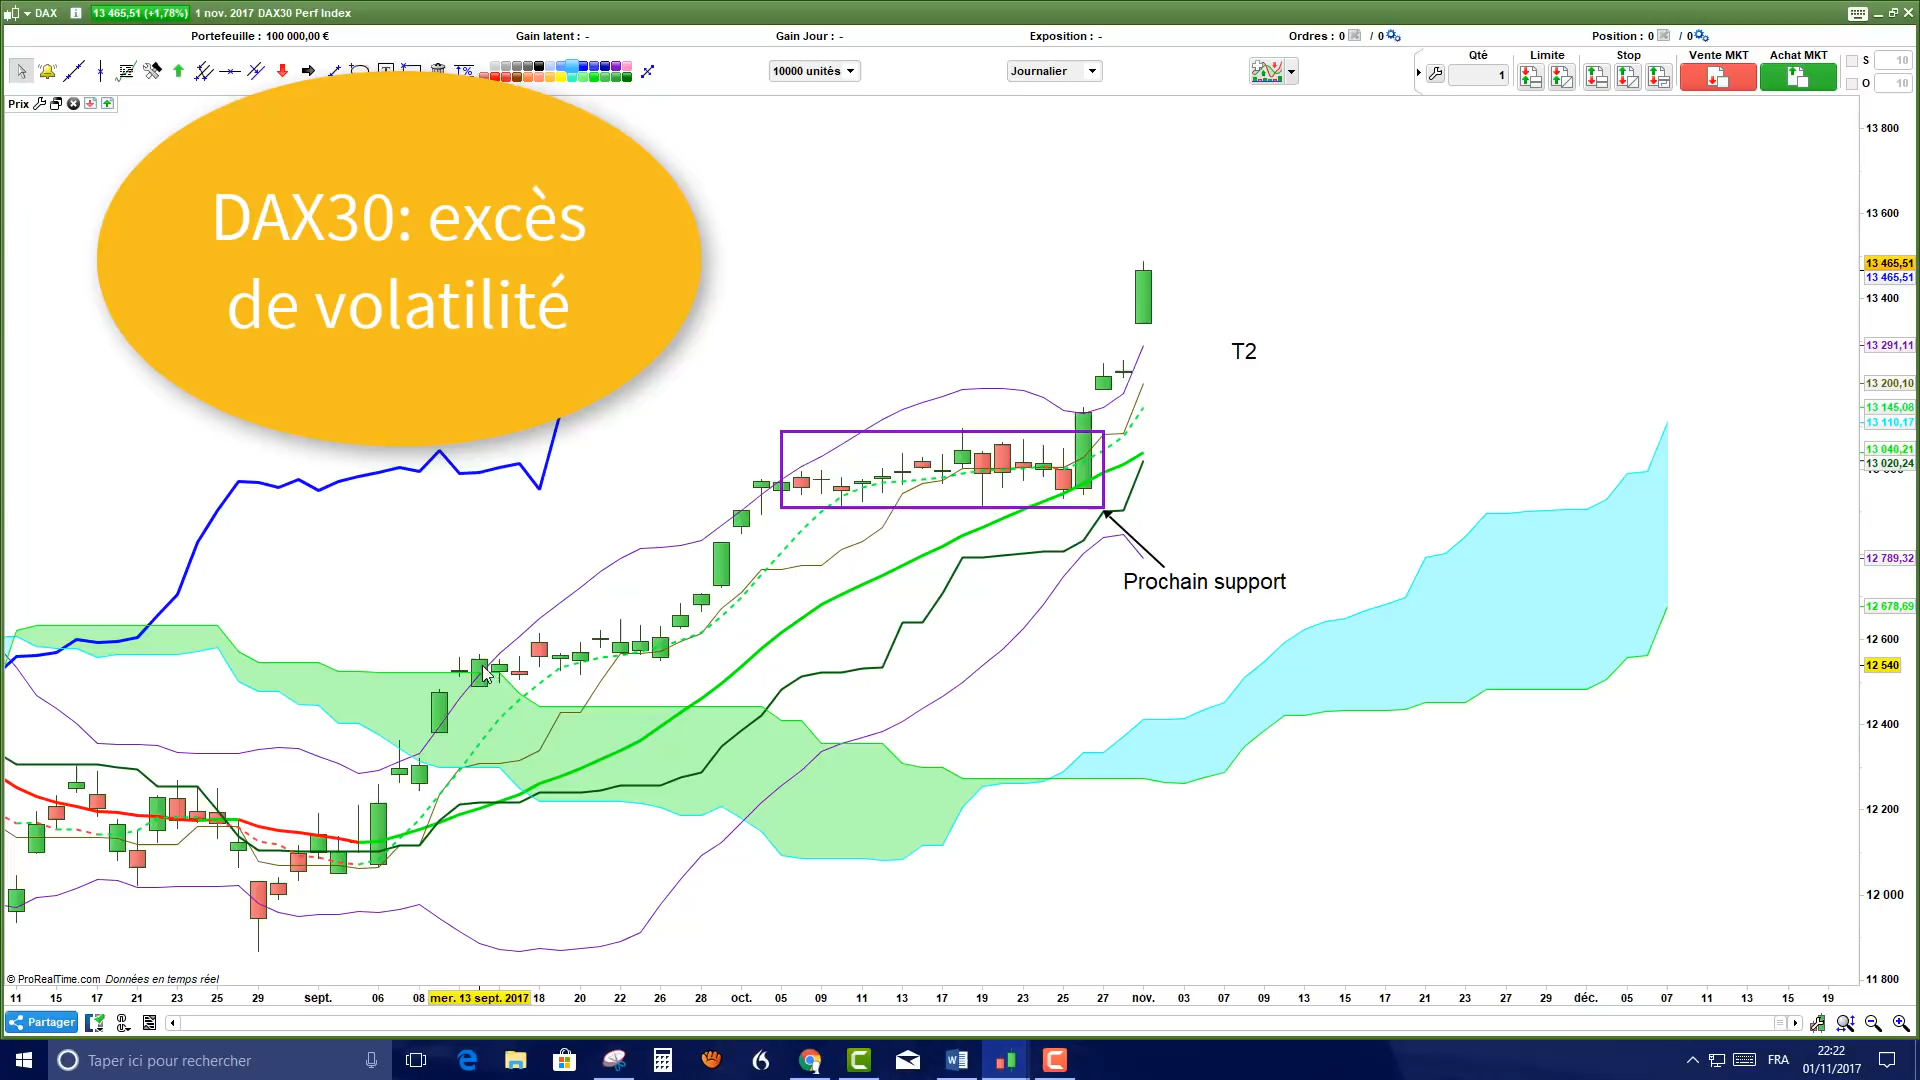 DAX 13 465,51 (+1,78%) 1 nov. 2017 DAX30 Perf Index
Portefeuille : 100 000,00 € Gain latent : - Gain Jour : - Exposition : - Ordres : 0 / 0 Position : 0 / 0
Qté Limite Stop Vente MKT Achat MKT S 10
10000 unités Journalier 1 O 10
Prix
DAX30: excès
de volatilité
13 800
13 600
13 465,51
13 465,51
13 400
T2
13 291,11
13 200,10
13 145,08
13 110,17
13 040,21
13 020,24
12 789,32
Prochain support
12 678,69
12 600
12 540
12 400
12 200
12 000
11 800
© ProRealTime.com Données en temps réel
11 15 17 21 23 25 29 sept. 06 08 mer. 13 sept. 2017 18 20 22 26 28 oct. 05 09 11 13 17 19 23 25 27 nov. 03 07 09 13 15 17 21 23 27 29 déc. 05 07 11 13 15 19
Partager
Taper ici pour rechercher
FRA
22:22
01/11/2017